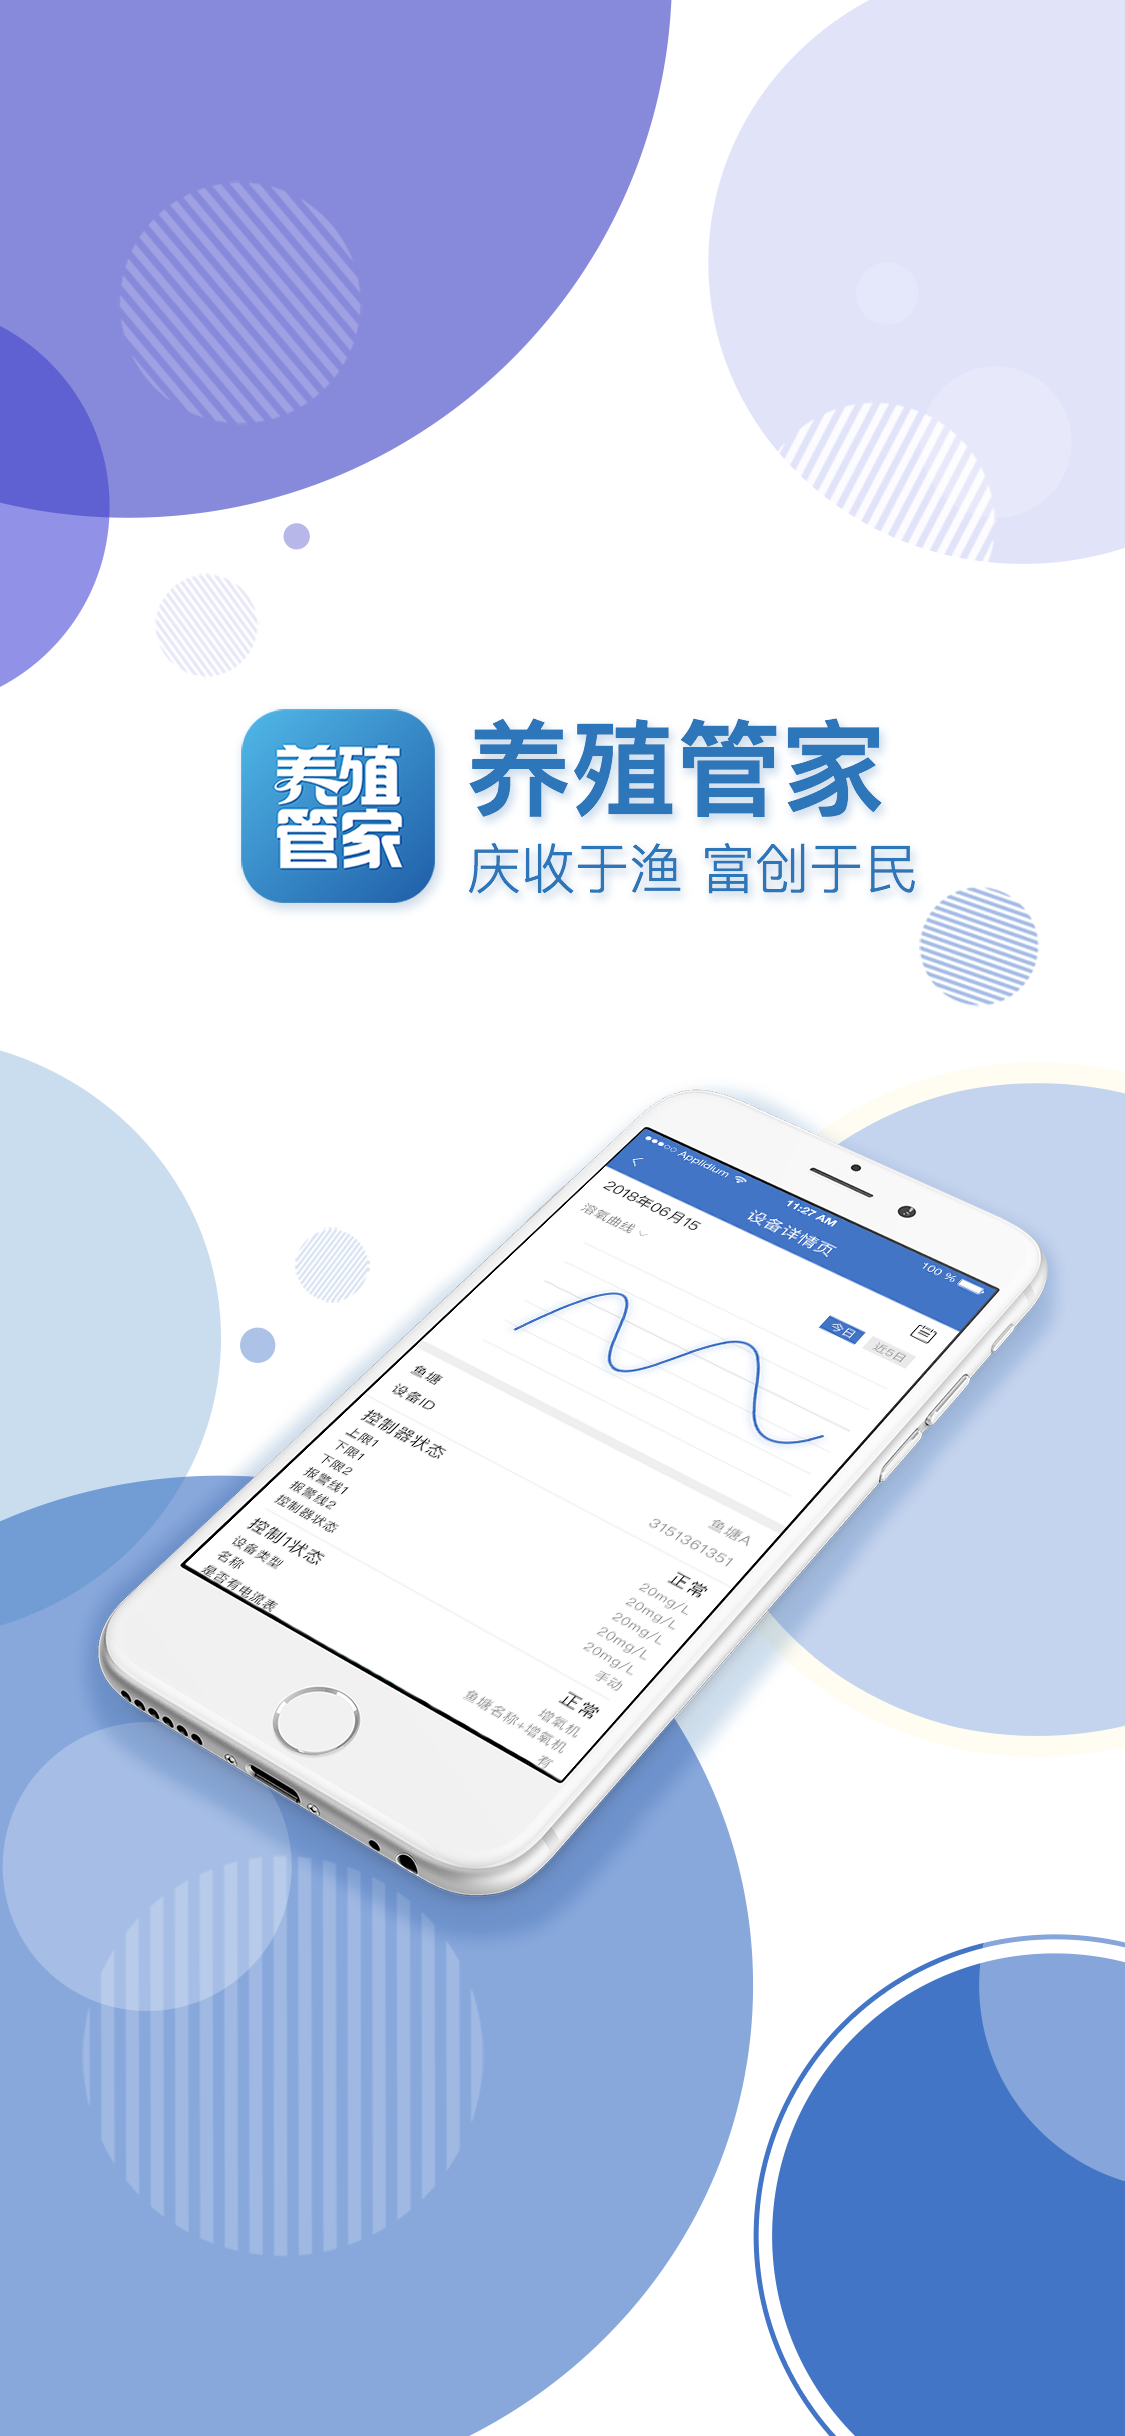 养殖
管家
养殖管家
庆收于渔 富创于民
Applidium
11:27 AM
100 %
设备详情页
2018年06月15
溶氧曲线
今日
近5日
鱼塘
鱼塘A
设备ID
3151361351
控制器状态
正常
上限1
20mg/L
下限1
20mg/L
下限2
20mg/L
报警线1
20mg/L
报警线2
20mg/L
控制器状态
手动
控制1状态
正常
设备类型
增氧机
名称
鱼塘名称+增氧机
是否有电流表
有